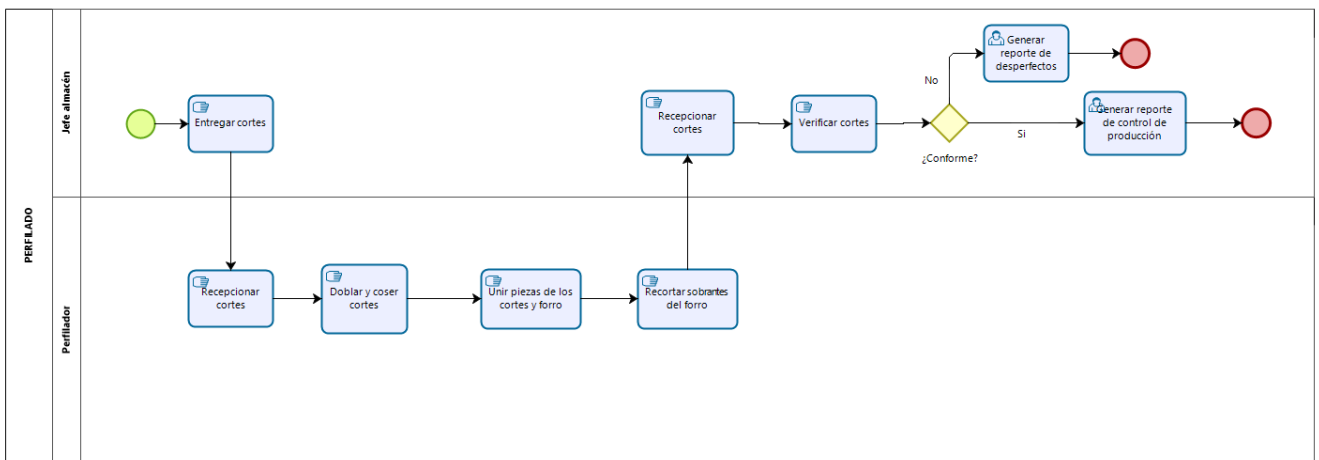 PERFILADO
Jefe almacén
Entregar cortes
Recepcionar
cortes
Verificar cortes
¿Conforme?
No
Generar
reporte de
desperfectos
Si
Generar reporte
de control de
producción
Perfilador
Recepcionar
cortes
Doblar y coser
cortes
Unir piezas de los
cortes y forro
Recortar sobrantes
del forro